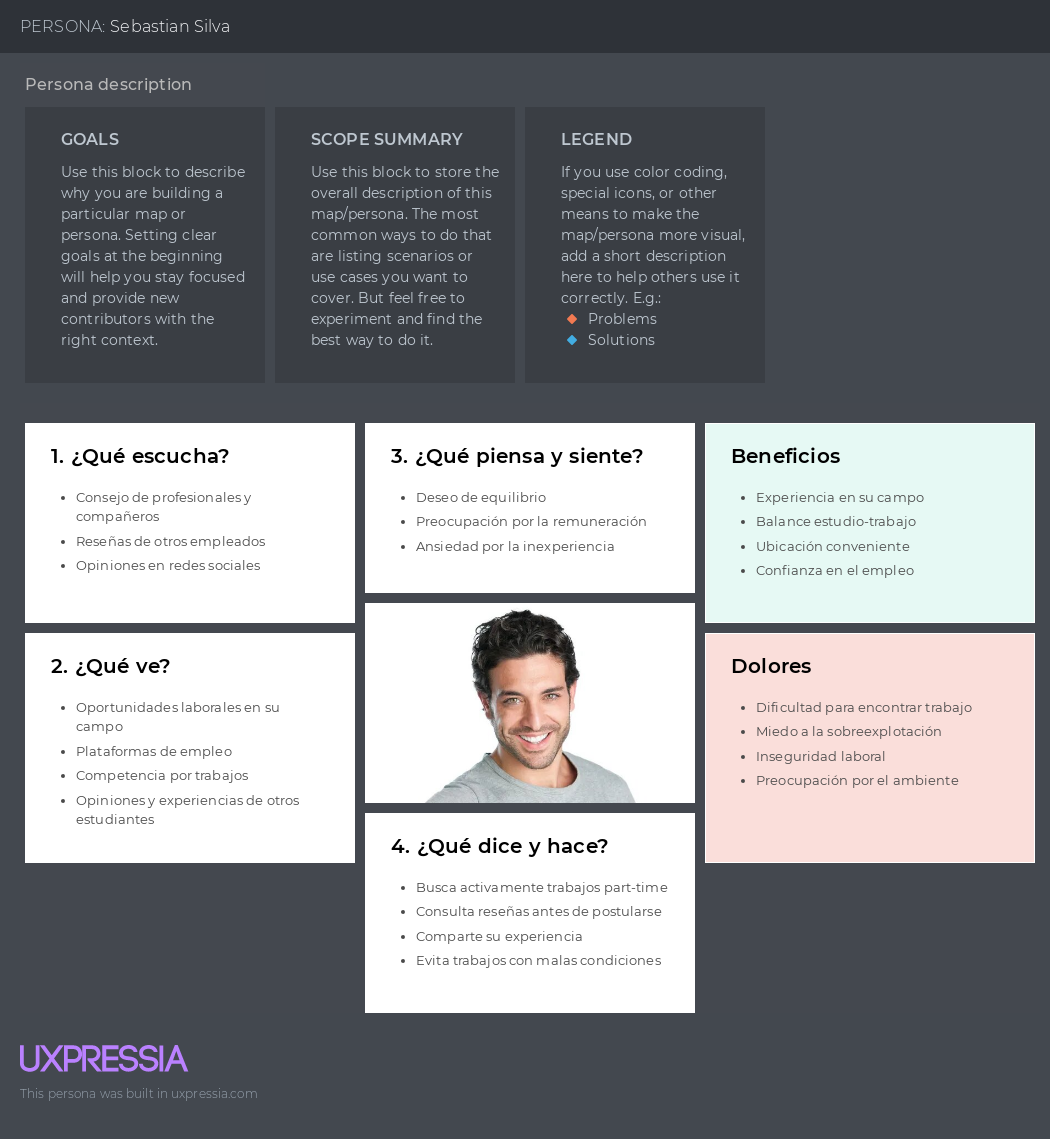 PERSONA: Sebastian Silva
Persona description
GOALS
Use this block to describe
why you are building a
particular map or
persona. Setting clear
goals at the beginning
will help you stay focused
and provide new
contributors with the
right context.
SCOPE SUMMARY
Use this block to store the
overall description of this
map/persona. The most
common ways to do that
are listing scenarios or
use cases you want to
cover. But feel free to
experiment and find the
best way to do it.
LEGEND
If you use color coding,
special icons, or other
means to make the
map/persona more visual,
add a short description
here to help others use it
correctly. E.g.:
Problems
Solutions
1. ¿Qué escucha?
• Consejo de profesionales y
compañeros
• Reseñas de otros empleados
• Opiniones en redes sociales
2. ¿Qué ve?
• Oportunidades laborales en su
campo
• Plataformas de empleo
• Competencia por trabajos
• Opiniones y experiencias de otros
estudiantes
3. ¿Qué piensa y siente?
• Deseo de equilibrio
• Preocupación por la remuneración
• Ansiedad por la inexperiencia
4. ¿Qué dice y hace?
• Busca activamente trabajos part-time
• Consulta reseñas antes de postularse
• Comparte su experiencia
• Evita trabajos con malas condiciones
Beneficios
• Experiencia en su campo
• Balance estudio-trabajo
• Ubicación conveniente
• Confianza en el empleo
Dolores
• Dificultad para encontrar trabajo
• Miedo a la sobreexplotación
• Inseguridad laboral
• Preocupación por el ambiente
UXPRESSIA
This persona was built in uxpressia.com